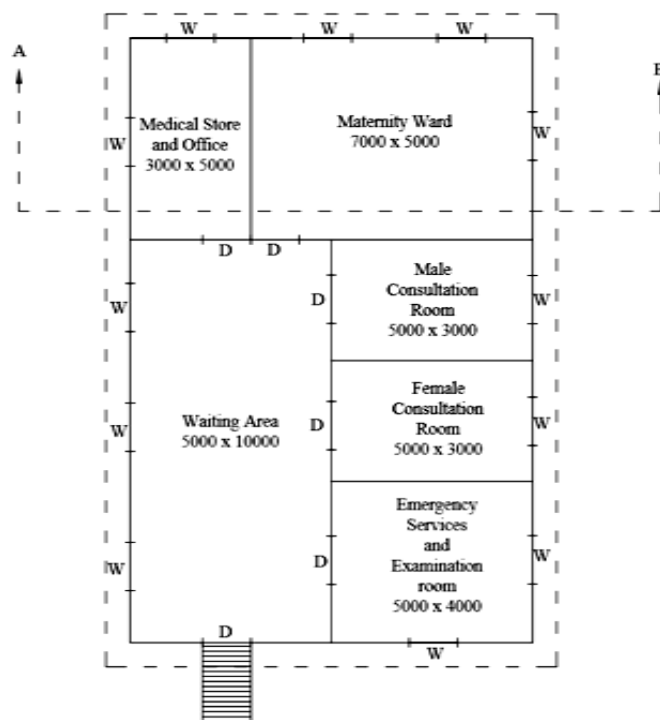 W W W
A
B
Medical Store
and Office
3000 x 5000
Maternity Ward
7000 x 5000
W
W
D D
Male
Consultation
Room
5000 x 3000
D
W
W
Female
Consultation
Room
5000 x 3000
Waiting Area
5000 x 10000
W
D
W
Emergency
Services
and
Examination
room
5000 x 4000
W
D
W
D
W